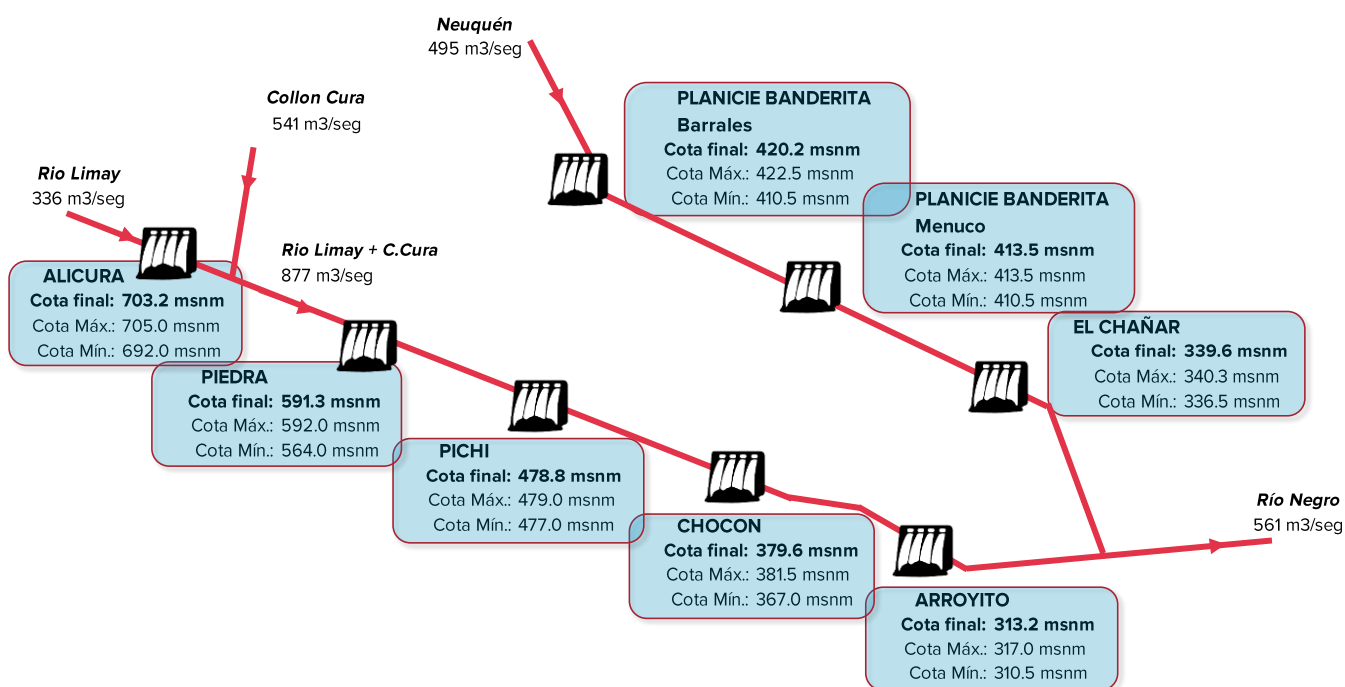 Neuquén
495 m3/seg
Collon Cura
541 m3/seg
Rio Limay
336 m3/seg
Rio Limay + C.Cura
877 m3/seg
PLANICIE BANDERITA
Barrales
Cota final: 420.2 msnm
Cota Máx.: 422.5 msnm
Cota Mín.: 410.5 msnm
PLANICIE BANDERITA
Menuco
Cota final: 413.5 msnm
Cota Máx.: 413.5 msnm
Cota Mín.: 410.5 msnm
ALICURA
Cota final: 703.2 msnm
Cota Máx.: 705.0 msnm
Cota Mín.: 692.0 msnm
EL CHAÑAR
Cota final: 339.6 msnm
Cota Máx.: 340.3 msnm
Cota Mín.: 336.5 msnm
PIEDRA
Cota final: 591.3 msnm
Cota Máx.: 592.0 msnm
Cota Mín.: 564.0 msnm
PICHI
Cota final: 478.8 msnm
Cota Máx.: 479.0 msnm
Cota Mín.: 477.0 msnm
Río Negro
561 m3/seg
CHOCON
Cota final: 379.6 msnm
Cota Máx.: 381.5 msnm
Cota Mín.: 367.0 msnm
ARROYITO
Cota final: 313.2 msnm
Cota Máx.: 317.0 msnm
Cota Mín.: 310.5 msnm